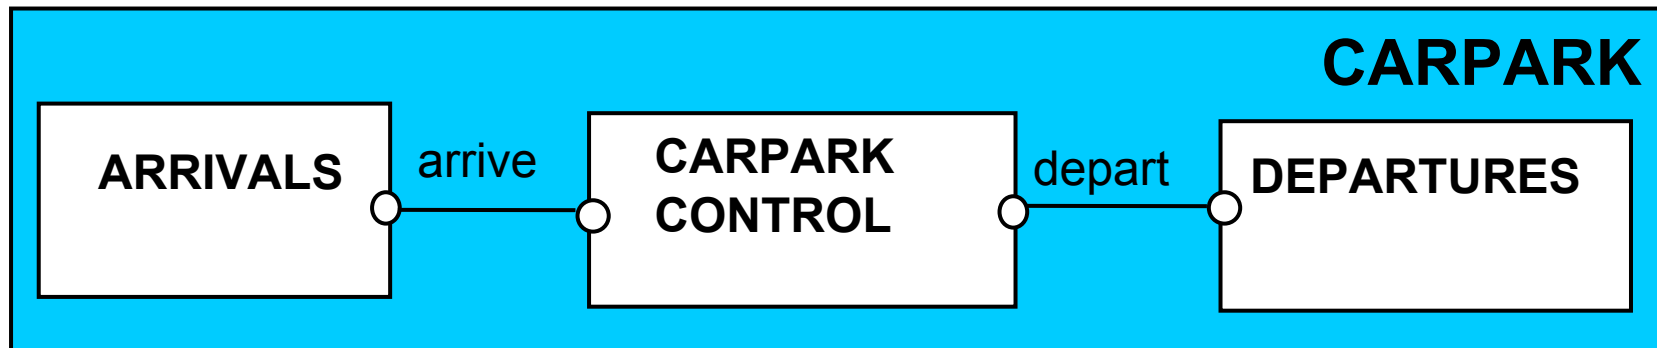 CARPARK
ARRIVALS
arrive
CARPARK
CONTROL
depart
DEPARTURES